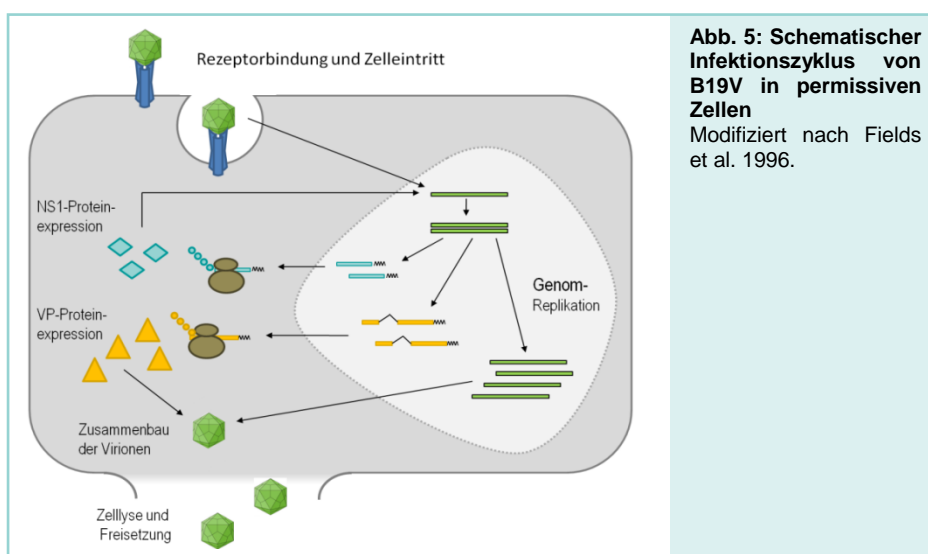 Rezeptorbindung und Zelleintritt
NS1-Protein-
expression
VP-Protein-
expression
Genom-
Replikation
Zusammenbau
der Virionen
Zelllyse und
Freisetzung
Abb. 5: Schematischer
Infektionszyklus von
B19V in permissiven
Zellen
Modifiziert nach Fields
et al. 1996.